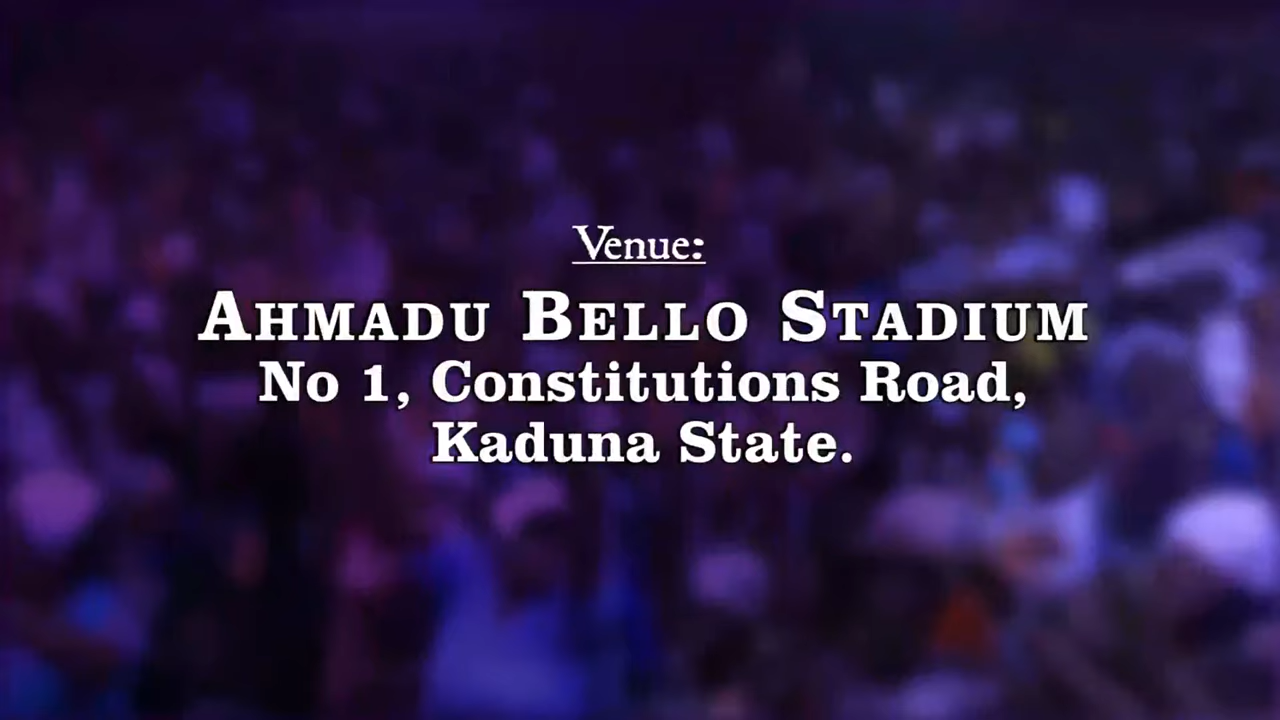 Venue:
AHMADU BELLO STADIUM
No 1, Constitutions Road,
Kaduna State.